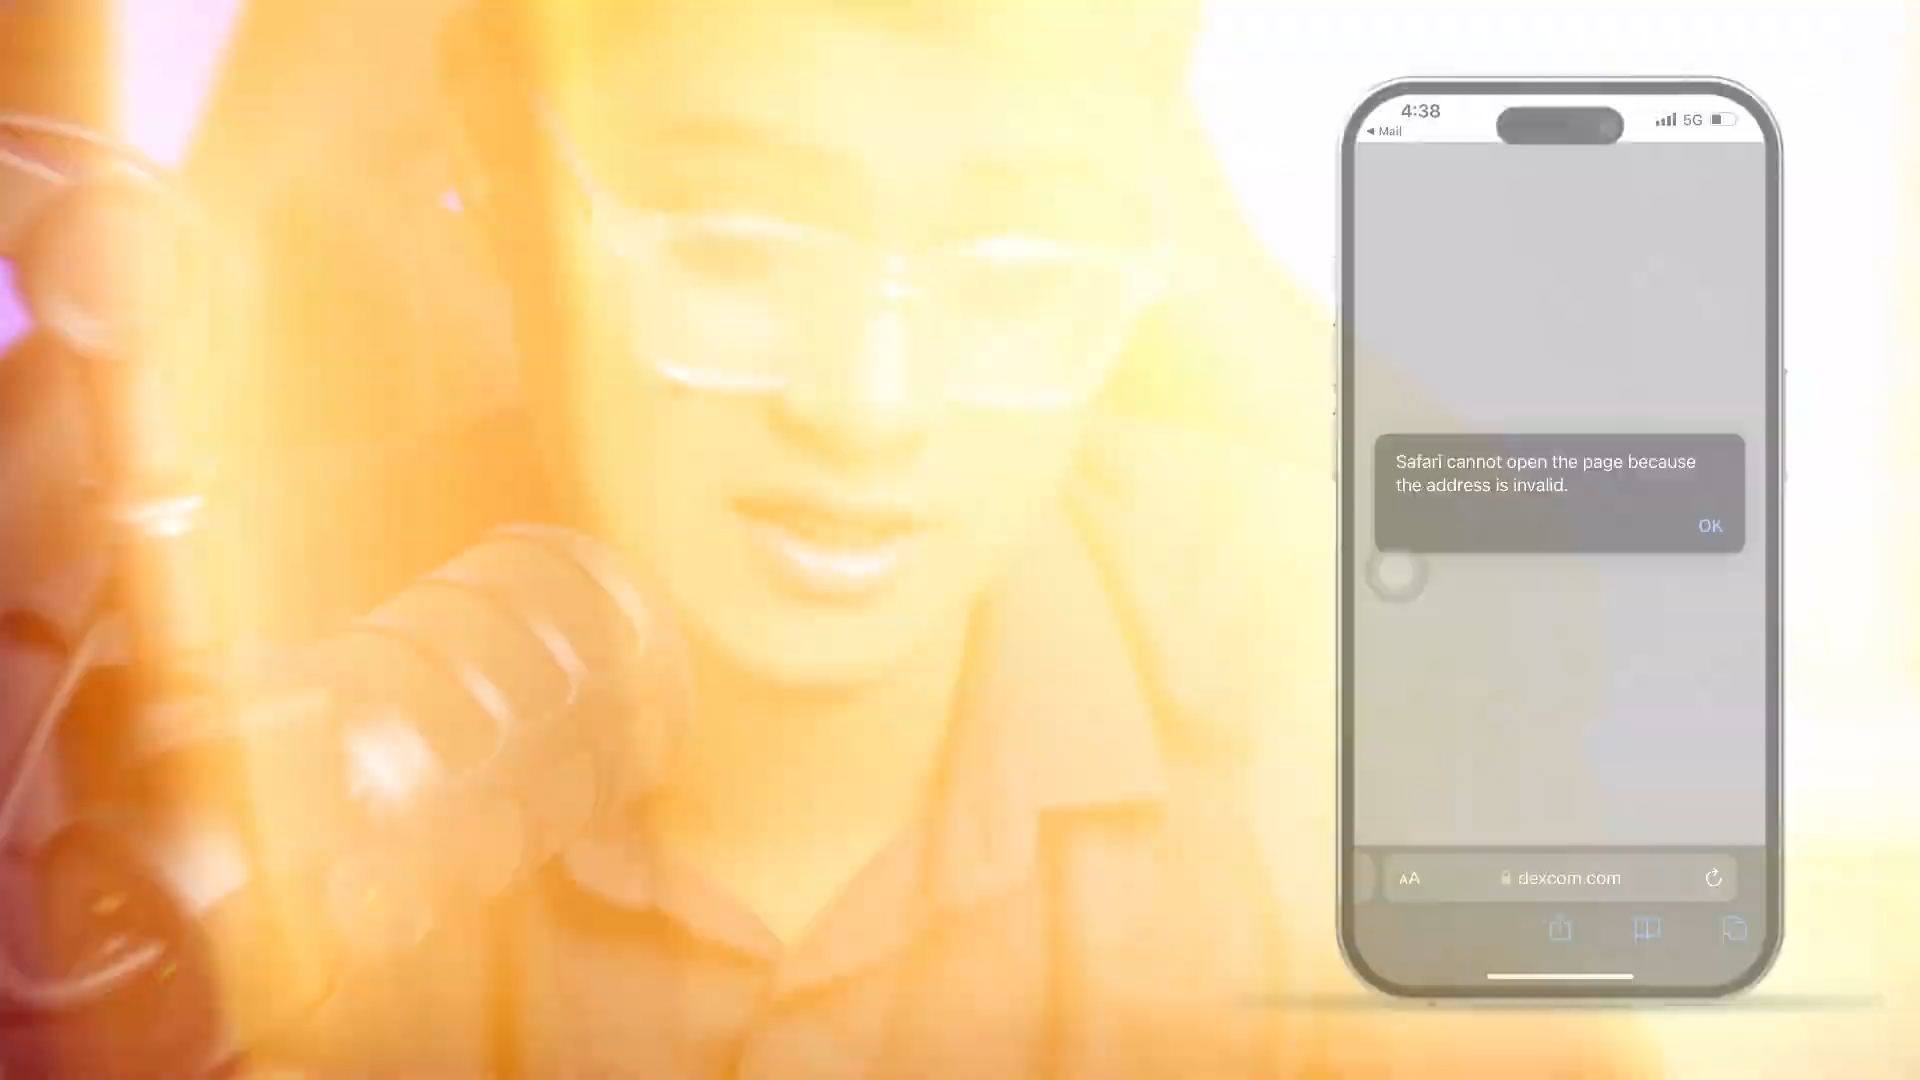 4:38
◀ Mail
5G
Safari cannot open the page because
the address is invalid.
OK
AA
dexcom.com